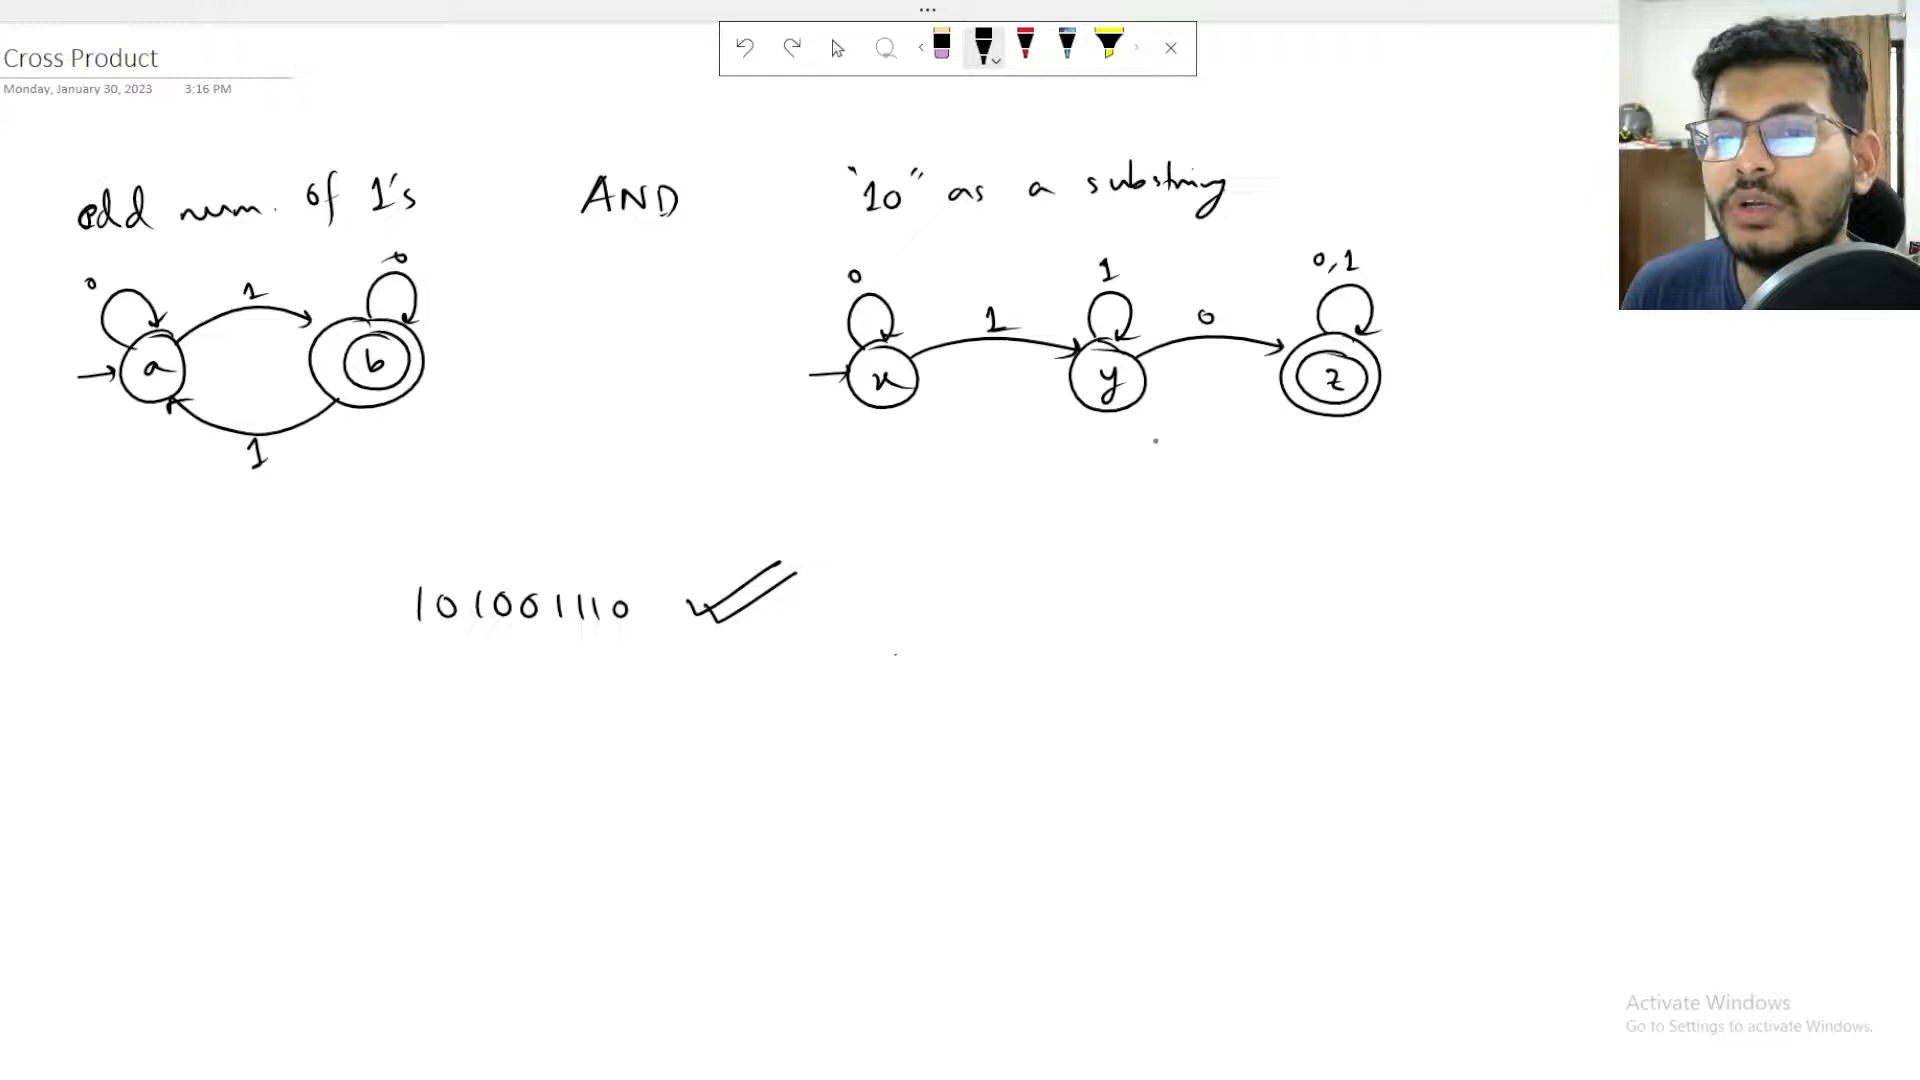 Cross Product
Monday, January 30, 2023 3:16 PM
odd num. of 1's AND "10" as a substring
0 1 0
a b
1
0 1 1 0 0,1
x y z
101001110
Activate Windows
Go to Settings to activate Windows.